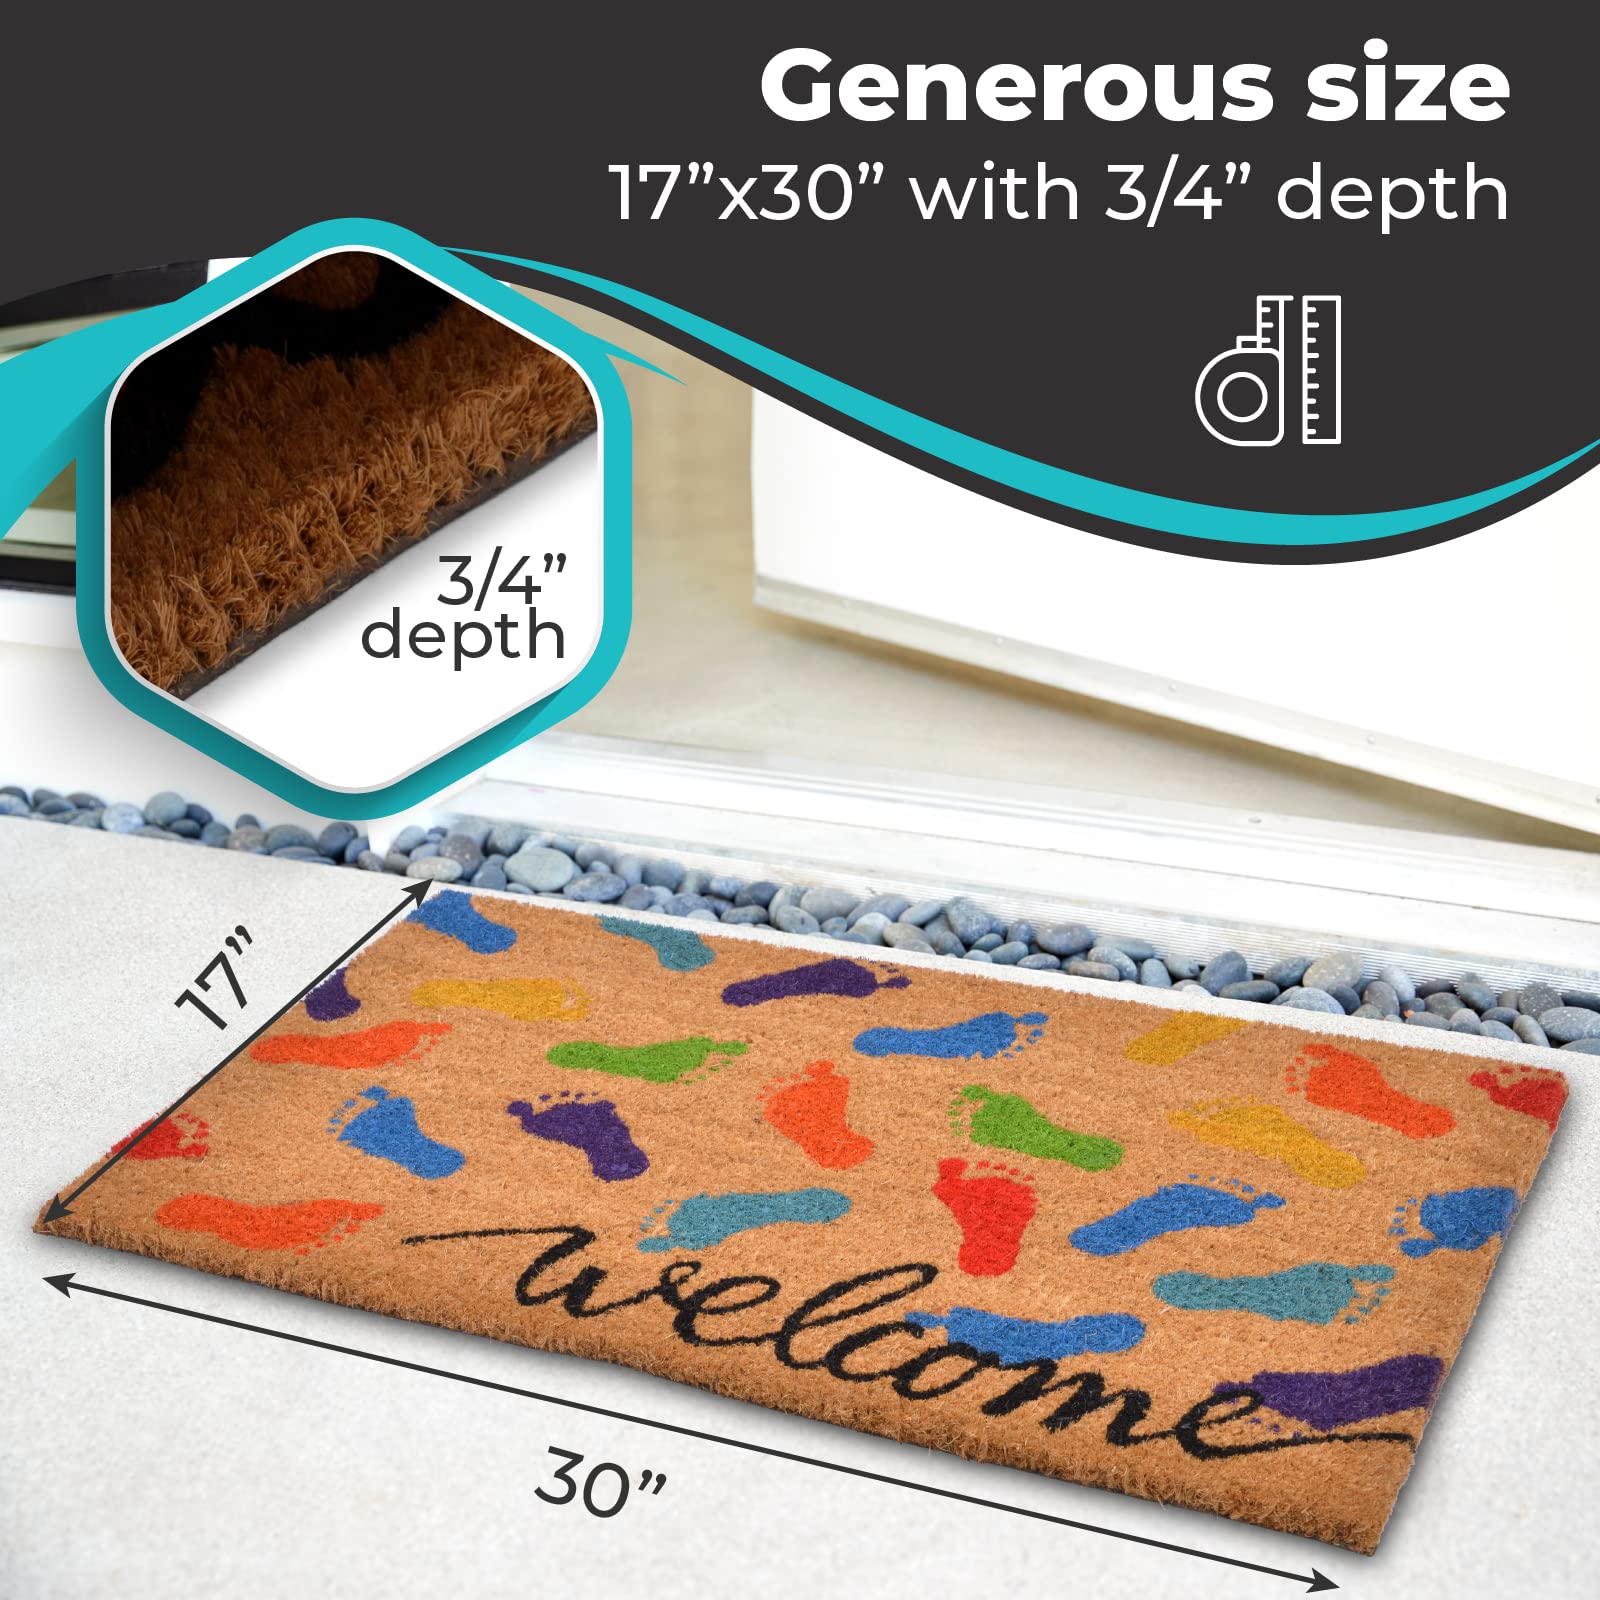 Generous size
17”x30” with 3/4” depth
3/4”
depth
17”
welcome
30”